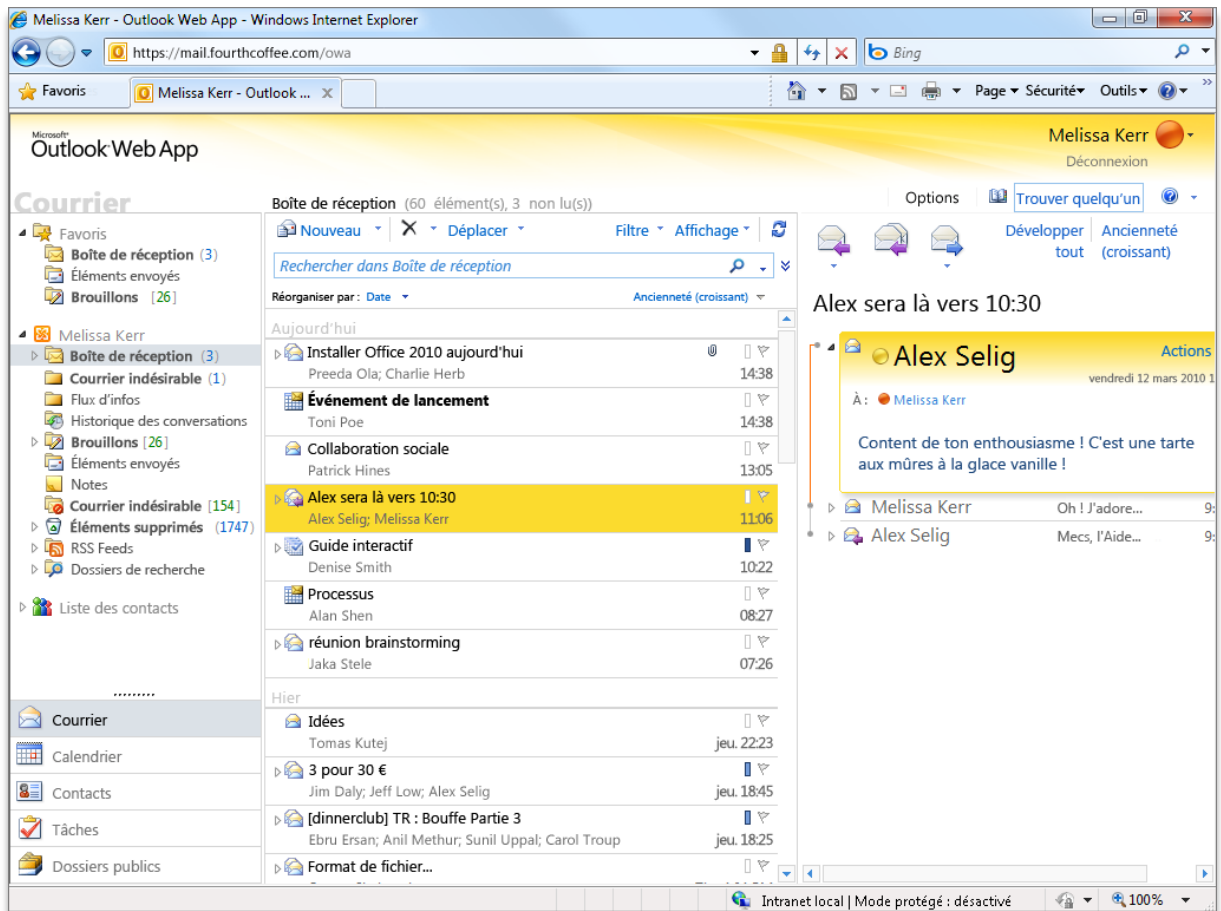 Melissa Kerr - Outlook Web App - Windows Internet Explorer
https://mail.fourthcoffee.com/owa
Bing
Favoris
Melissa Kerr - Outlook ...
Page
Sécurité
Outils
Microsoft
Outlook Web App
Melissa Kerr
Déconnexion
Courrier
Boîte de réception (60 élément(s), 3 non lu(s))
Options
Trouver quelqu'un
Favoris
Boîte de réception (3)
Éléments envoyés
Brouillons [26]
Melissa Kerr
Boîte de réception (3)
Courrier indésirable (1)
Flux d'infos
Historique des conversations
Brouillons [26]
Éléments envoyés
Notes
Courrier indésirable [154]
Éléments supprimés (1747)
RSS Feeds
Dossiers de recherche
Liste des contacts
Courrier
Calendrier
Contacts
Tâches
Dossiers publics
Nouveau
Déplacer
Filtre
Affichage
Rechercher dans Boîte de réception
Réorganiser par : Date
Ancienneté (croissant)
Aujourd'hui
Installer Office 2010 aujourd'hui
Preeda Ola; Charlie Herb 14:38
Événement de lancement
Toni Poe 14:38
Collaboration sociale
Patrick Hines 13:05
Alex sera là vers 10:30
Alex Selig; Melissa Kerr 11:06
Guide interactif
Denise Smith 10:22
Processus
Alan Shen 08:27
réunion brainstorming
Jaka Stele 07:26
Hier
Idées
Tomas Kutej jeu. 22:23
3 pour 30 €
Jim Daly; Jeff Low; Alex Selig jeu. 18:45
[dinnerclub] TR : Bouffe Partie 3
Ebru Ersan; Anil Methur; Sunil Uppal; Carol Troup jeu. 18:25
Format de fichier...
Développer tout
Ancienneté (croissant)
Alex sera là vers 10:30
Alex Selig
Actions
vendredi 12 mars 2010 1
À : Melissa Kerr
Content de ton enthousiasme ! C'est une tarte
aux mûres à la glace vanille !
Melissa Kerr Oh ! J'adore... 9:
Alex Selig Mecs, l'Aide... 9:
Intranet local | Mode protégé : désactivé
100%